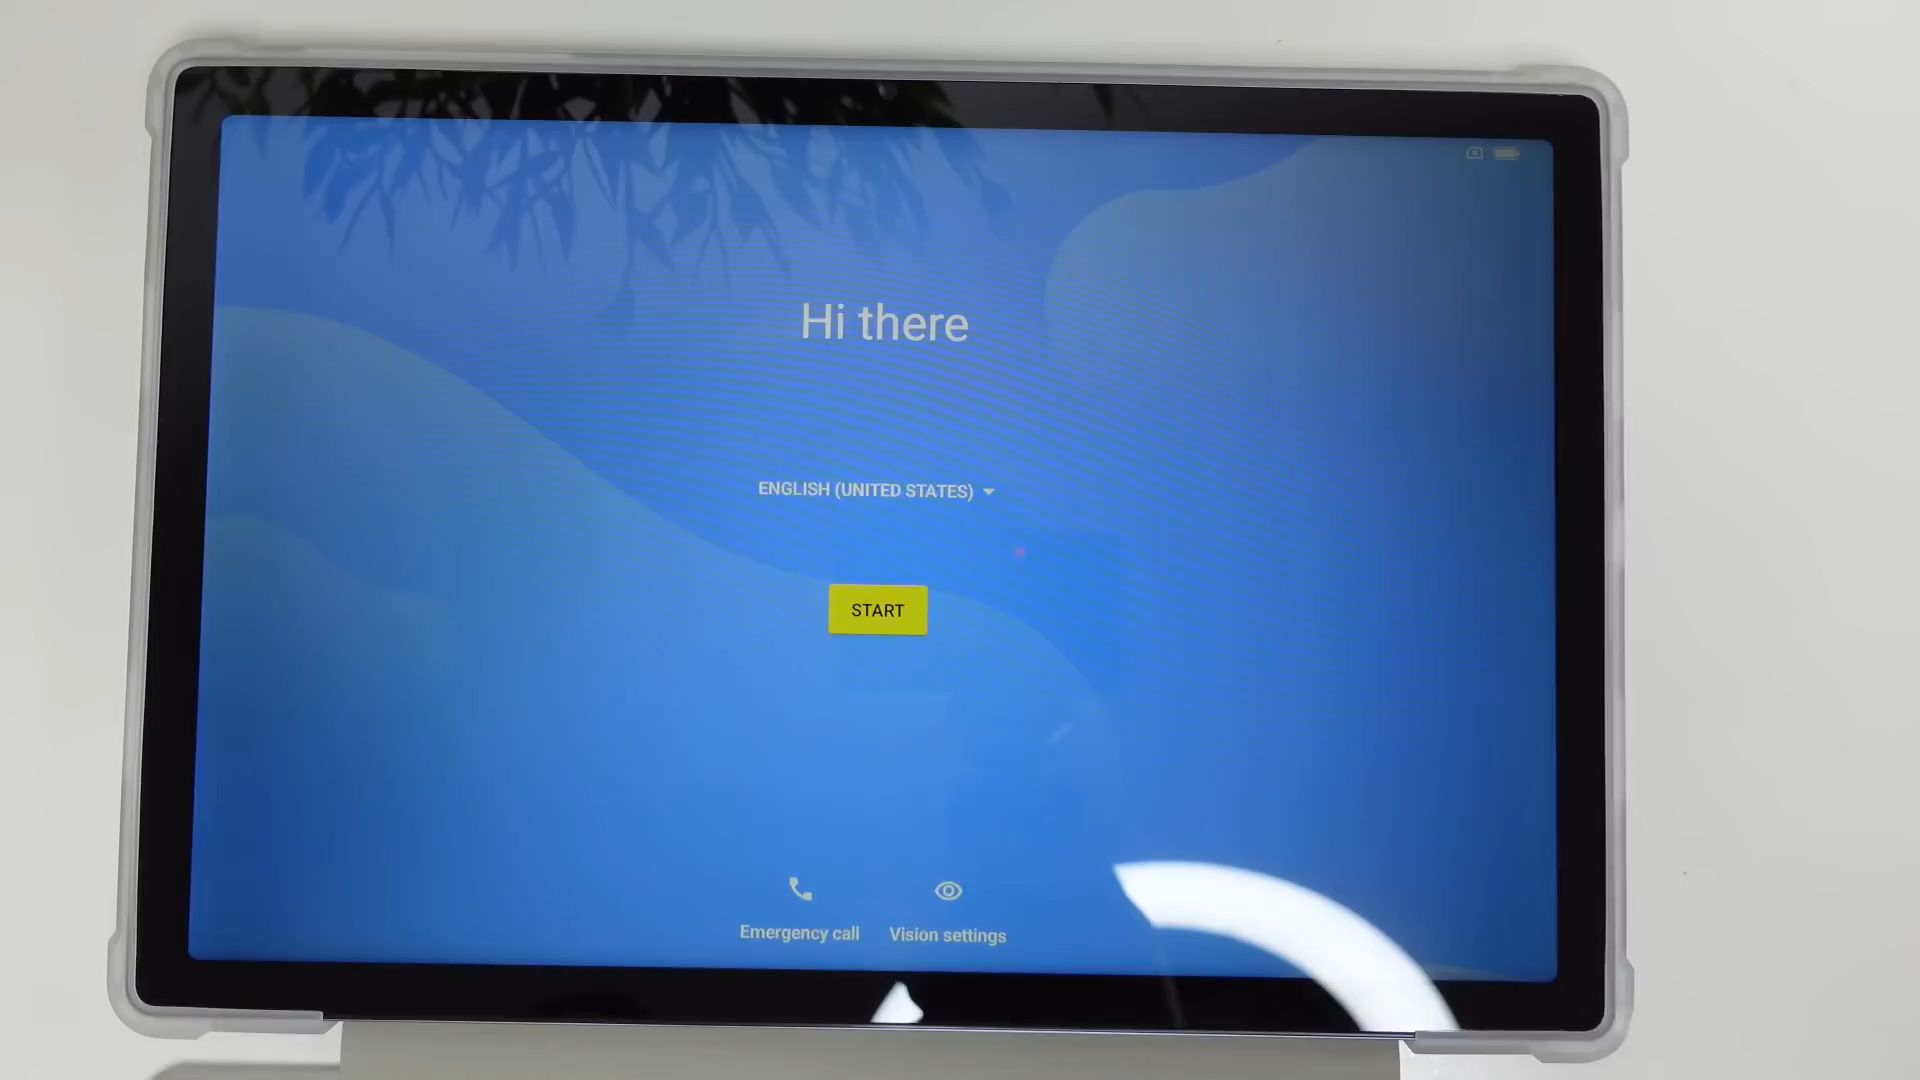 Hi there
ENGLISH (UNITED STATES)
START
Emergency call
Vision settings